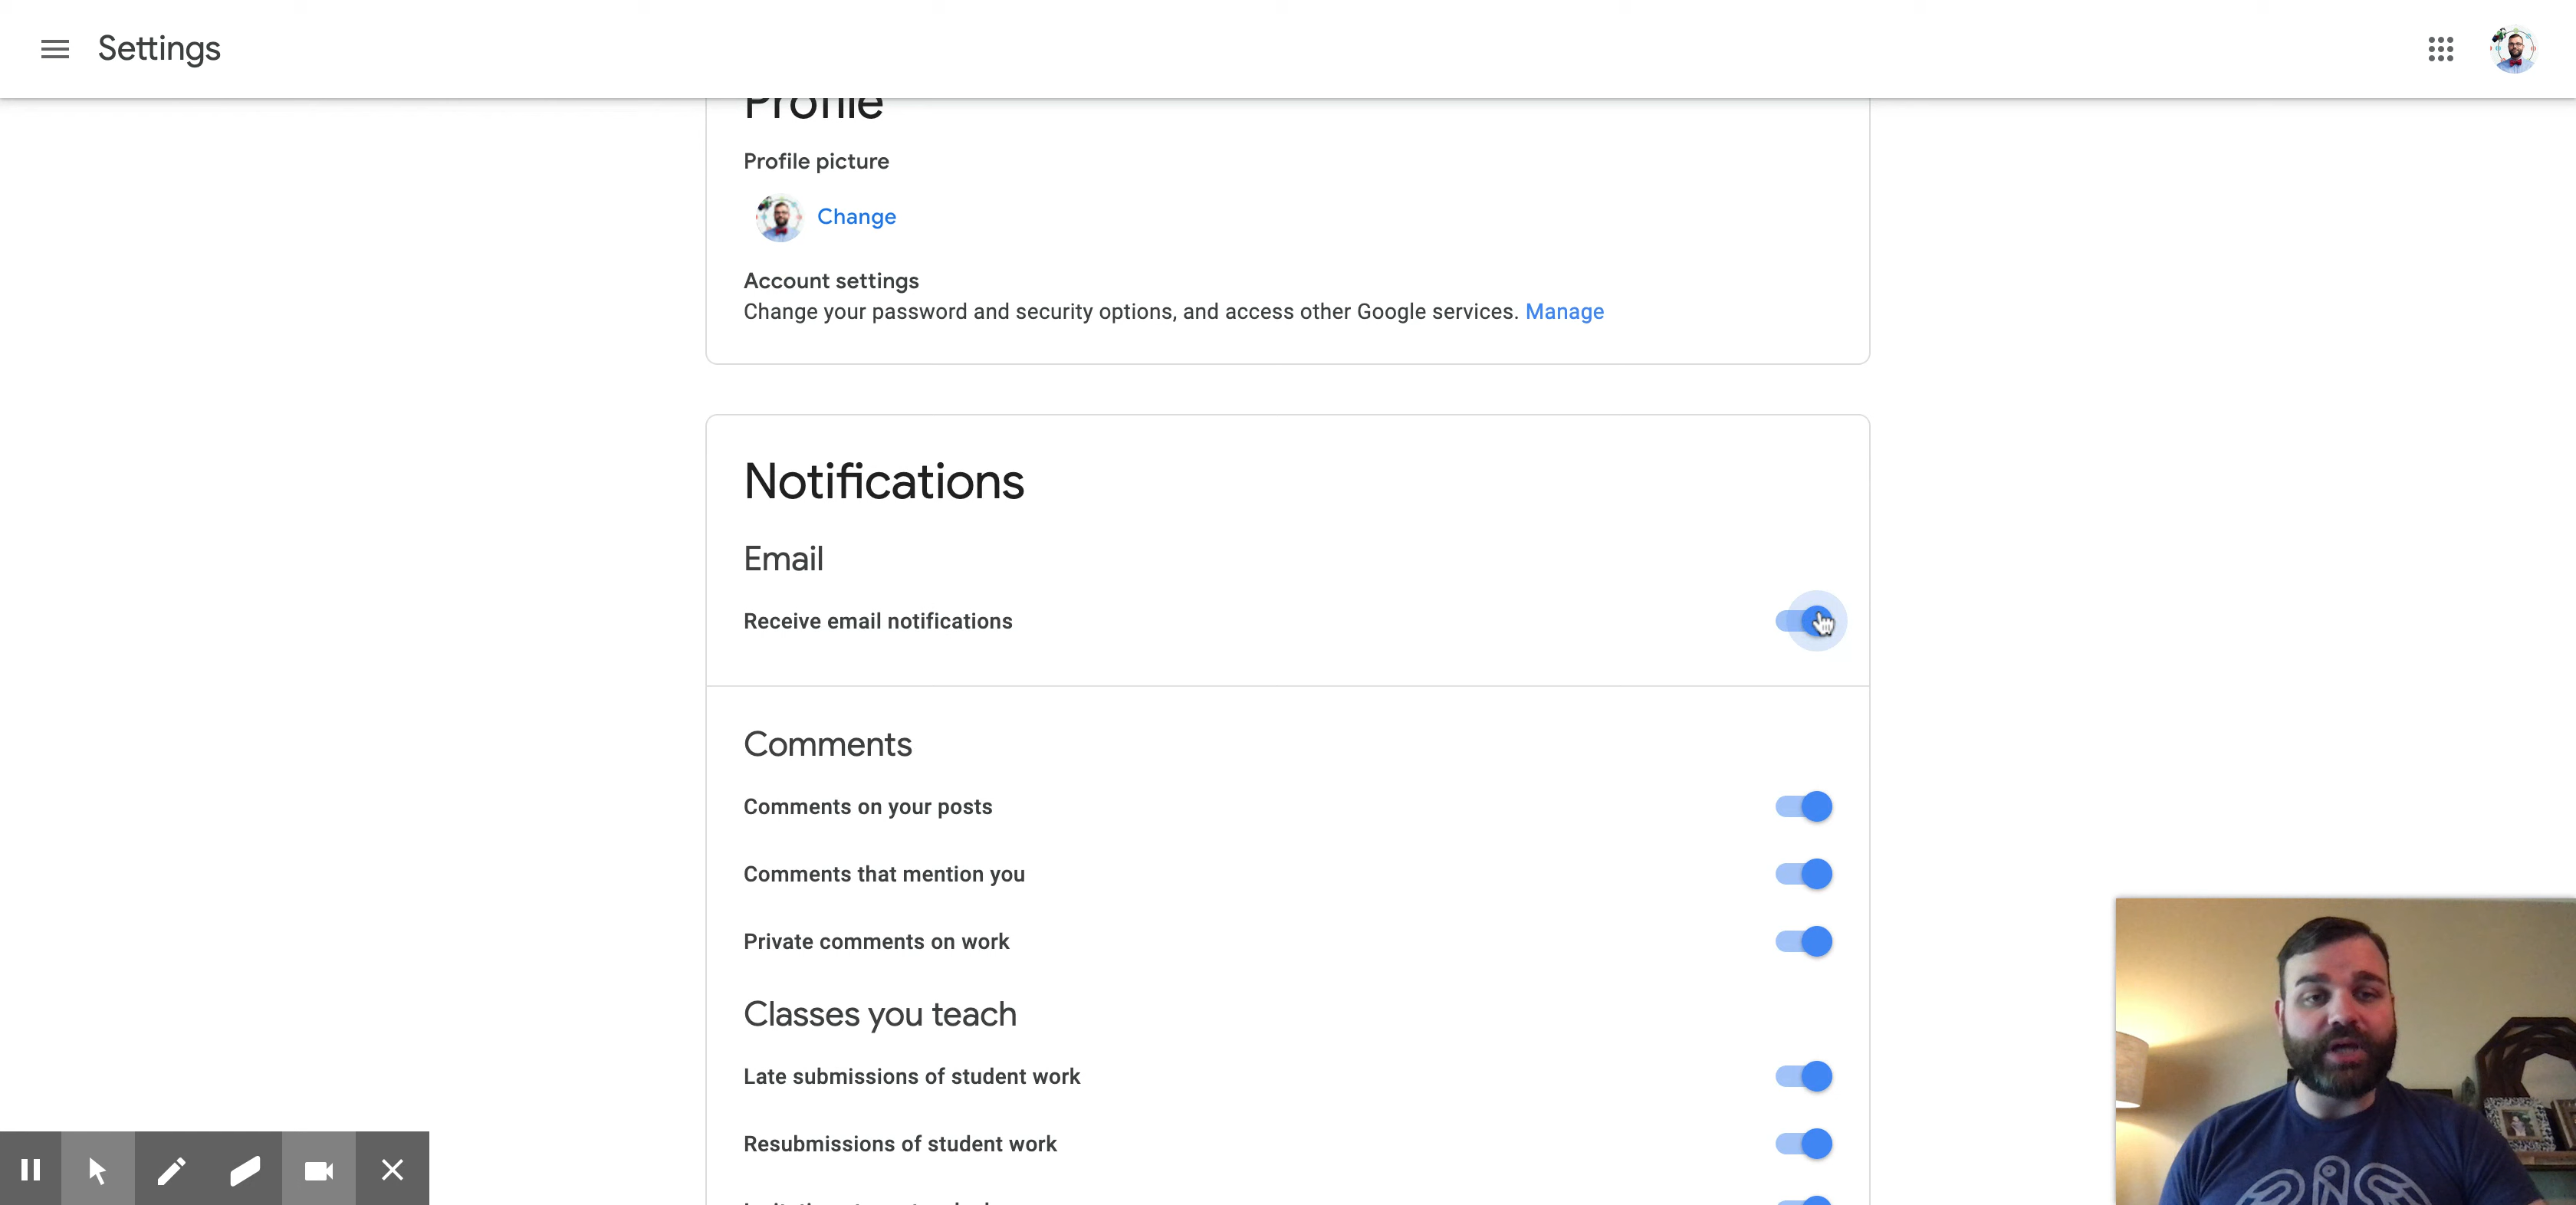 Settings
Profile
Profile picture
Change
Account settings
Change your password and security options, and access other Google services. Manage
Notifications
Email
Receive email notifications
Comments
Comments on your posts
Comments that mention you
Private comments on work
Classes you teach
Late submissions of student work
Resubmissions of student work